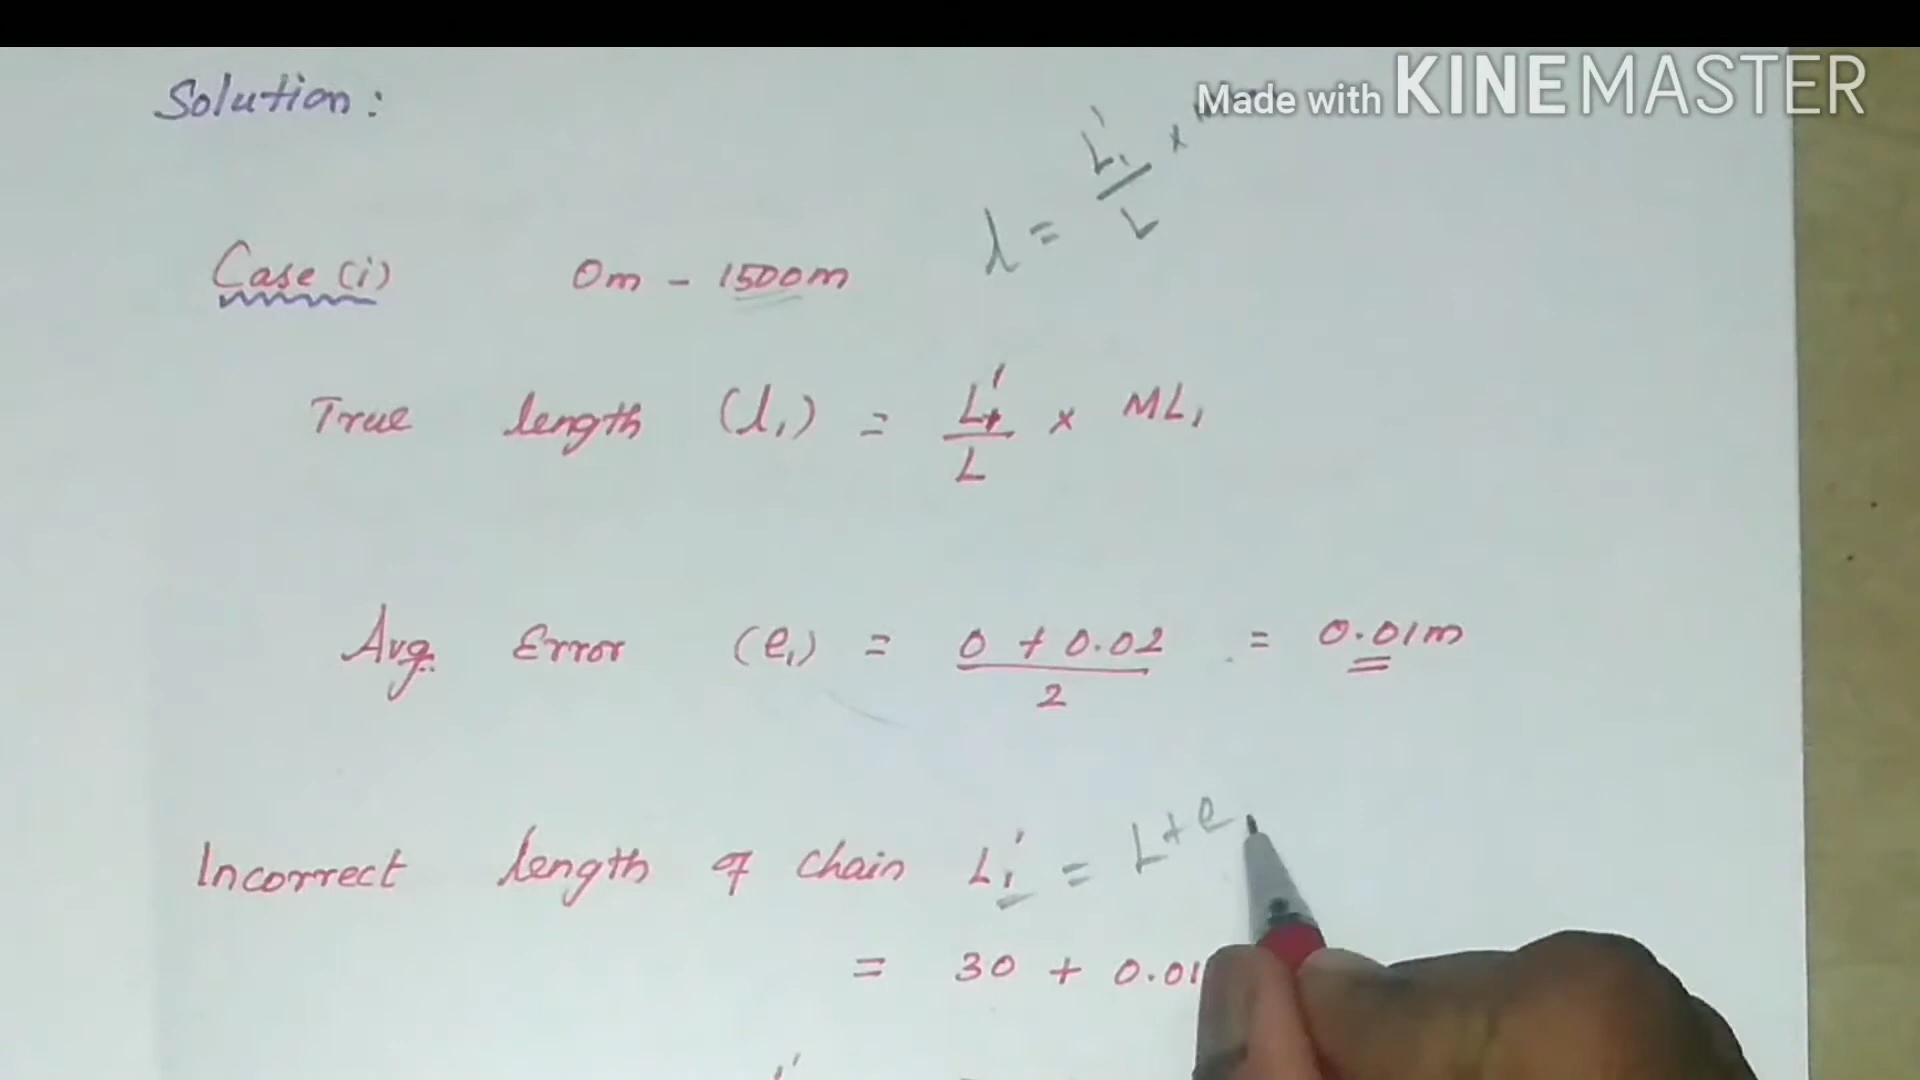 Made with KINEMASTER
Solution :
l = L₁' / L ×
Case (i) 0m - 1500m
True length (l₁) = L₁' / L × ML₁
Avg. Error (e₁) = 0 + 0.02 / 2 = 0.01m
Incorrect length of chain L₁' = L+e
= 30 + 0.01